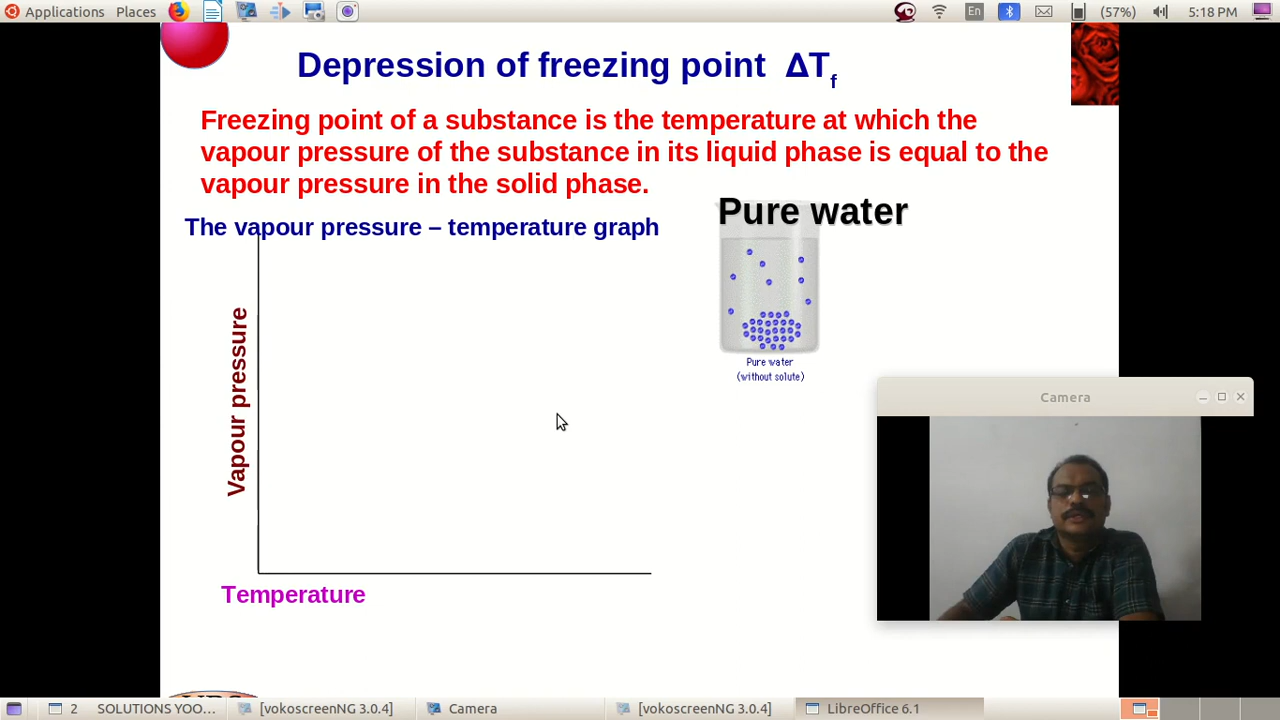 Applications Places En (57%) 5:18 PM
Depression of freezing point ΔTf
Freezing point of a substance is the temperature at which the
vapour pressure of the substance in its liquid phase is equal to the
vapour pressure in the solid phase.
Pure water
The vapour pressure – temperature graph
Vapour pressure
Pure water
(without solute)
Camera
Temperature
2 SOLUTIONS YOO... [vokoscreenNG 3.0.4] Camera [vokoscreenNG 3.0.4] LibreOffice 6.1